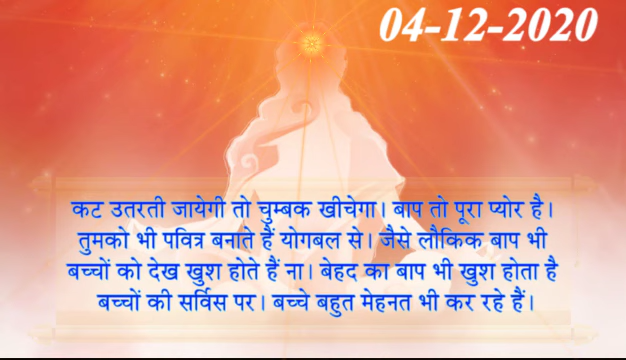 04-12-2020
कट उतरती जायेगी तो चुम्बक खीचेगा। बाप तो पूरा प्योर है।
तुमको भी पवित्र बनाते हैं योगबल से। जैसे लौकिक बाप भी
बच्चों को देख खुश होते हैं ना। बेहद का बाप भी खुश होता है
बच्चों की सर्विस पर। बच्चे बहुत मेहनत भी कर रहे हैं।